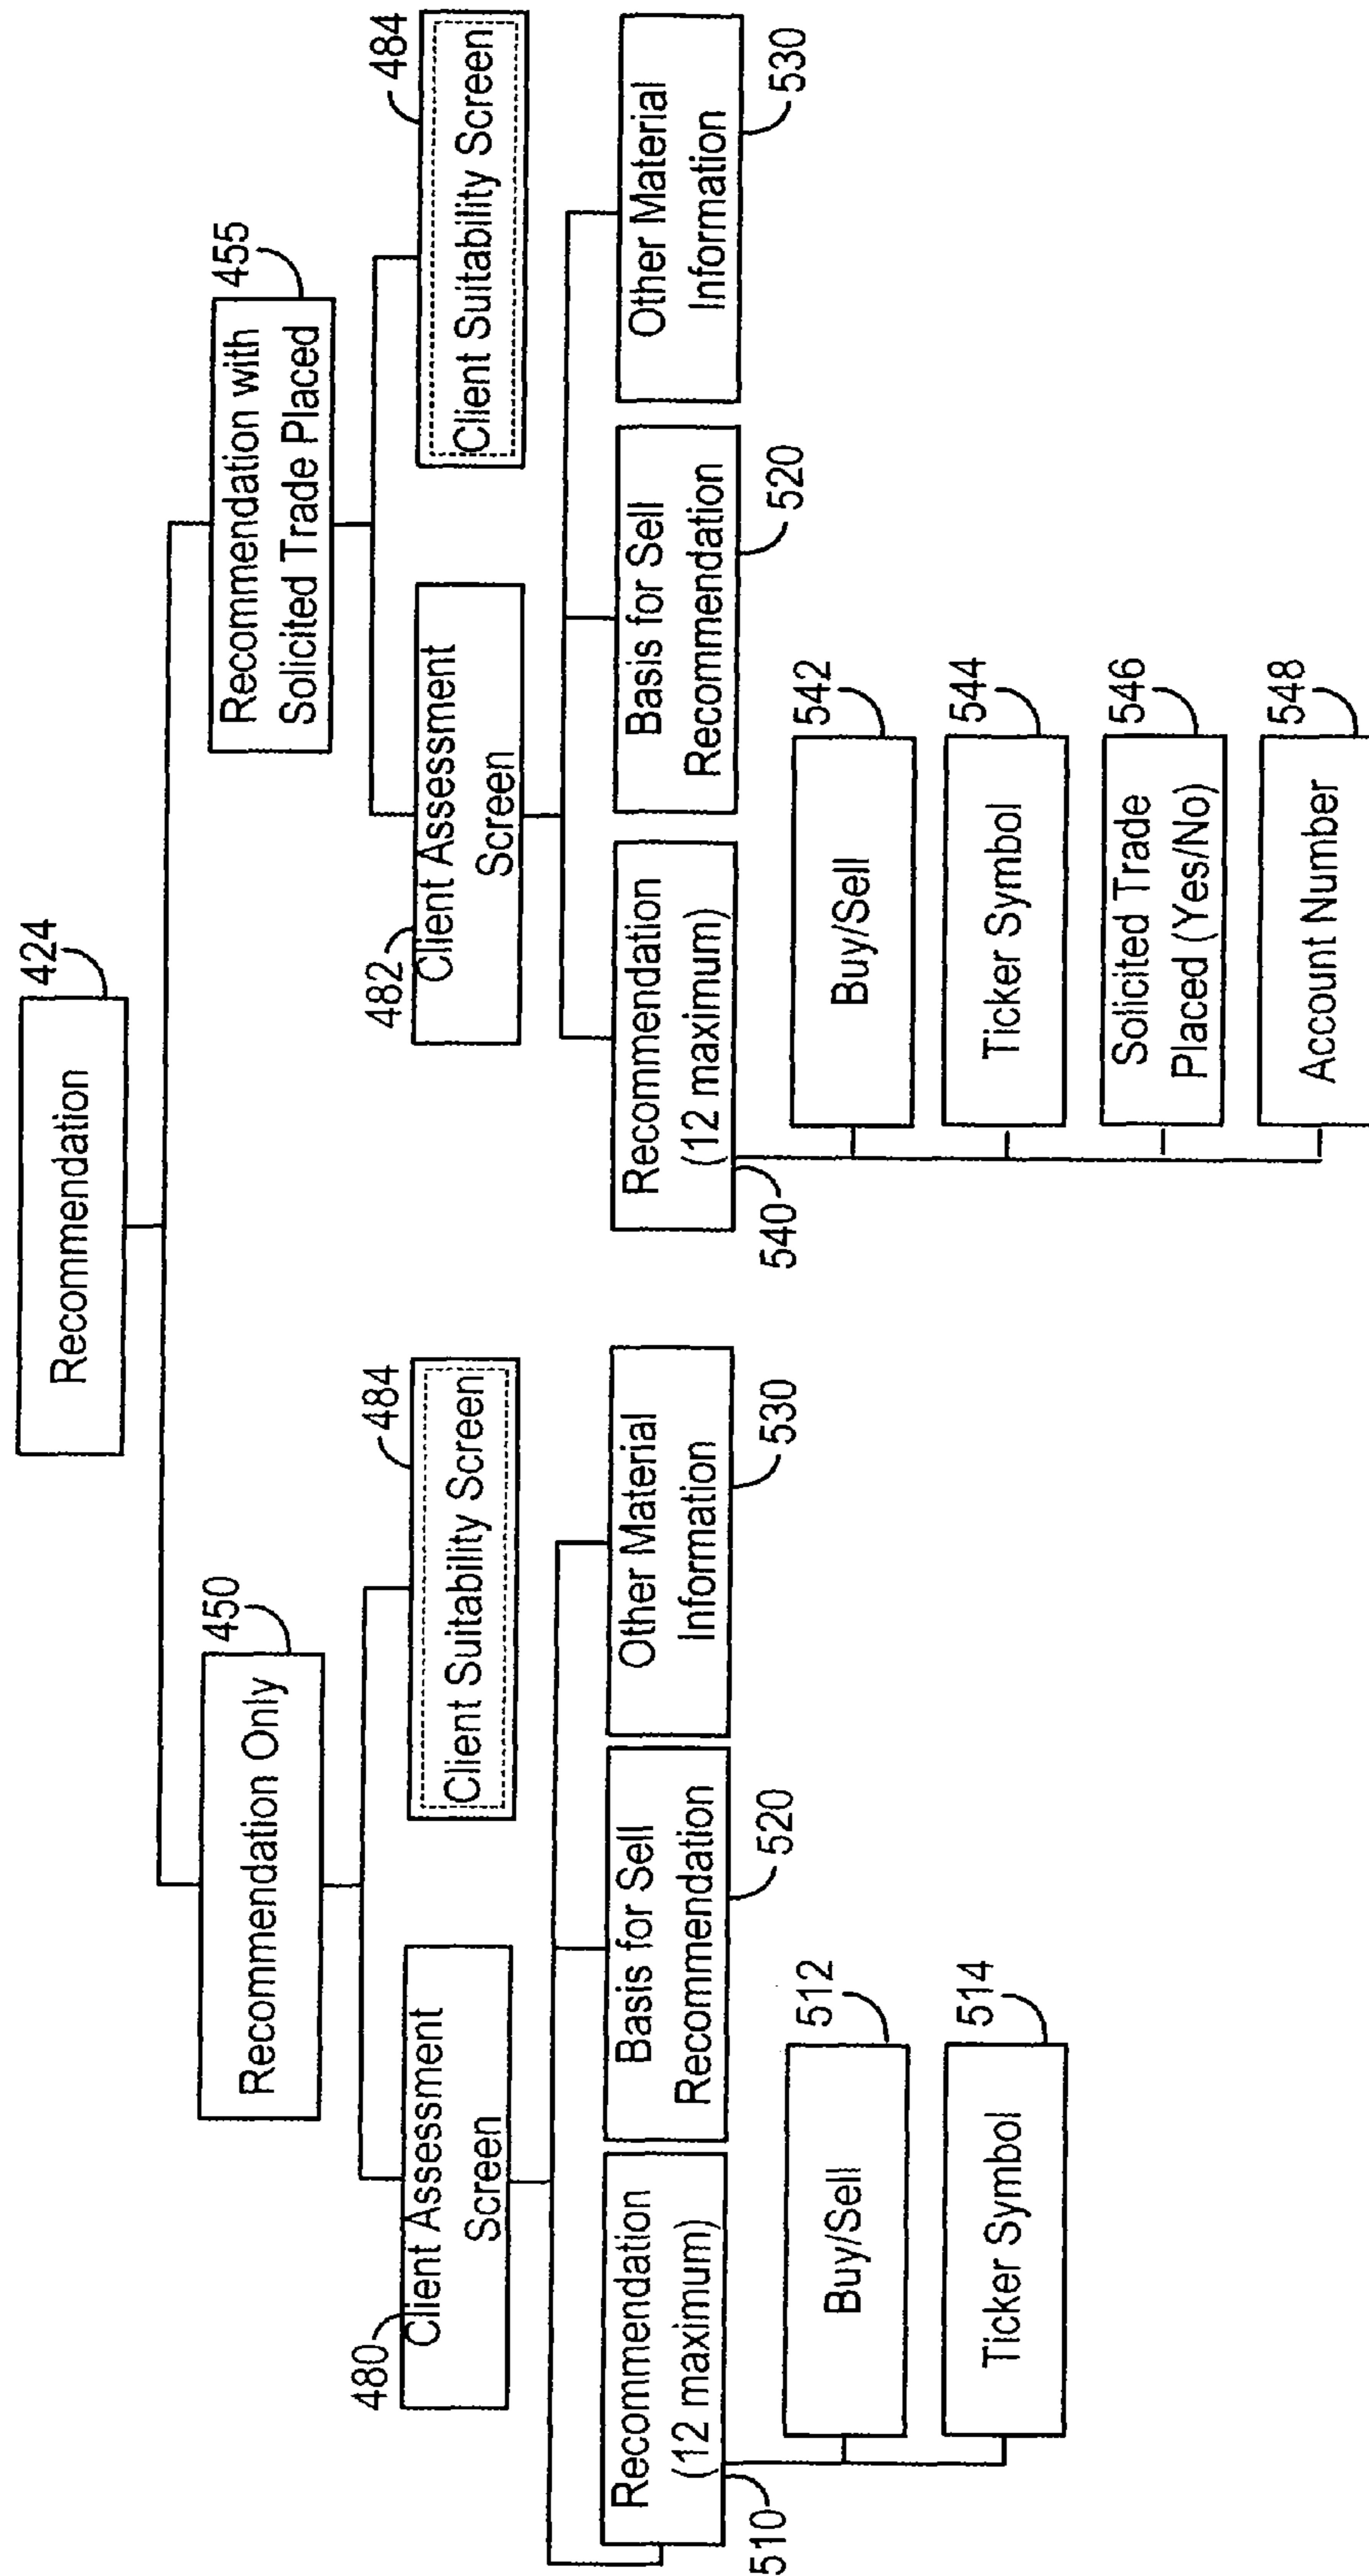 Recommendation
424
Recommendation Only
450
Recommendation with
Solicited Trade Placed
455
480
Client Assessment
Screen
Client Suitability Screen
484
482
Client Assessment
Screen
Client Suitability Screen
484
Recommendation
(12 maximum)
510
Basis for Sell
Recommendation
520
Other Material
Information
530
Recommendation
(12 maximum)
540
Basis for Sell
Recommendation
520
Other Material
Information
530
Buy/Sell
512
Ticker Symbol
514
Buy/Sell
542
Ticker Symbol
544
Solicited Trade
Placed (Yes/No)
546
Account Number
548